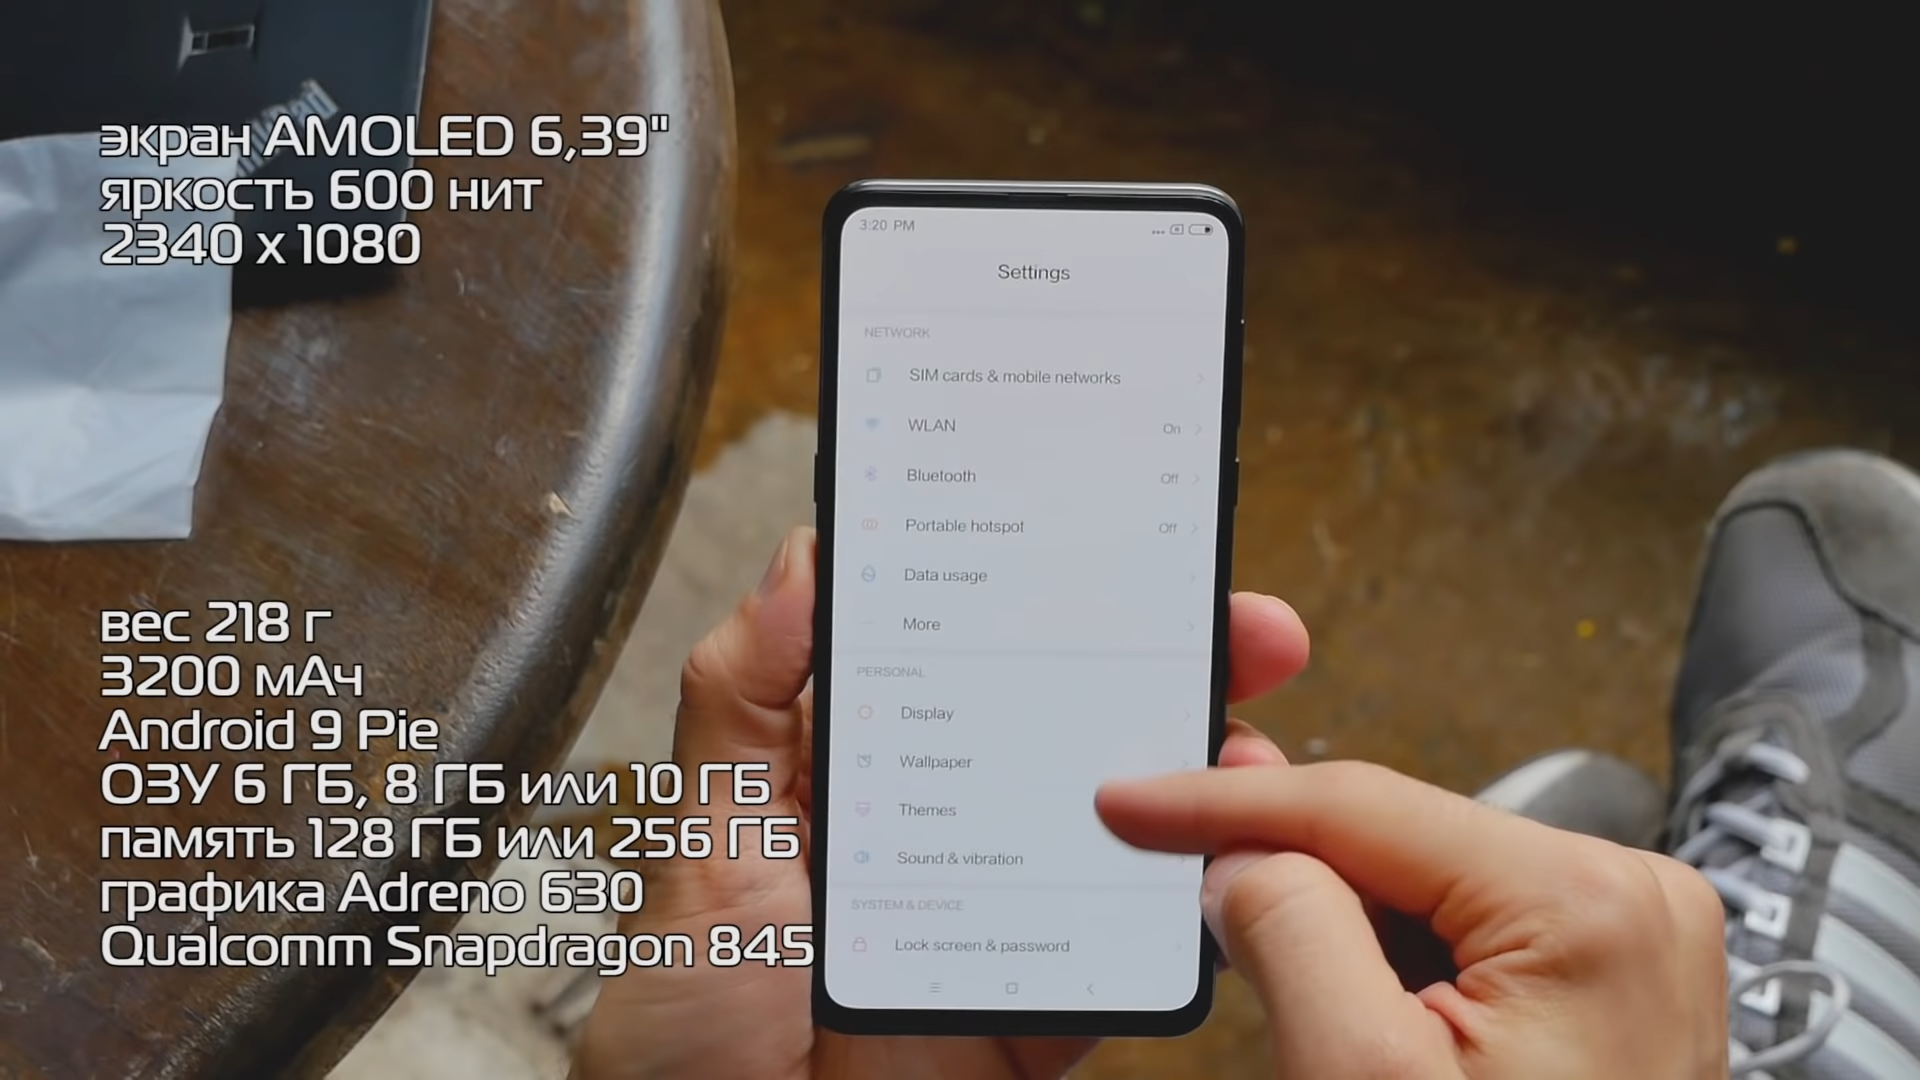 экран AMOLED 6,39"
яркость 600 нит
2340 x 1080
вес 218 г
3200 мАч
Android 9 Pie
ОЗУ 6 ГБ, 8 ГБ или 10 ГБ
память 128 ГБ или 256 ГБ
графика Adreno 630
Qualcomm Snapdragon 845
3:20 PM
Settings
NETWORK
SIM cards & mobile networks
WLAN On
Bluetooth Off
Portable hotspot Off
Data usage
More
PERSONAL
Display
Wallpaper
Themes
Sound & vibration
SYSTEM & DEVICE
Lock screen & password